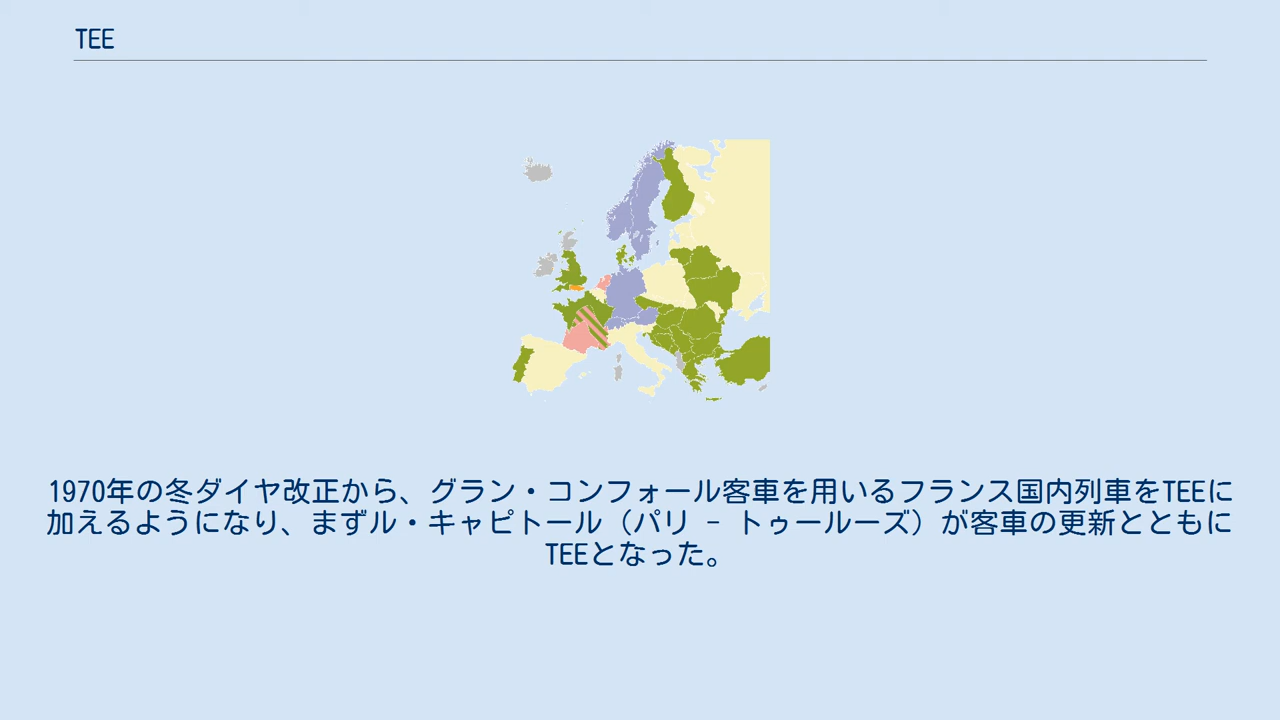 TEE
1970年の冬ダイヤ改正から、グラン・コンフォール客車を用いるフランス国内列車をTEEに
加えるようになり、まずル・キャピトール（パリ － トゥールーズ）が客車の更新とともに
TEEとなった。